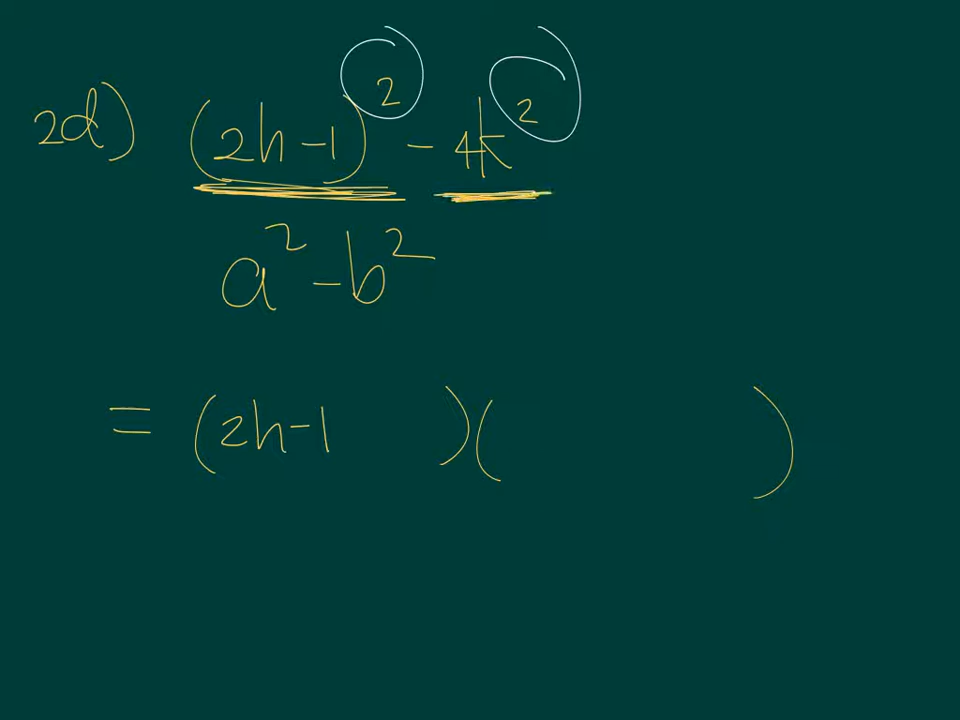 2d) (2h-1)² - 4k²
a² - b²
= (2h-1 )( )